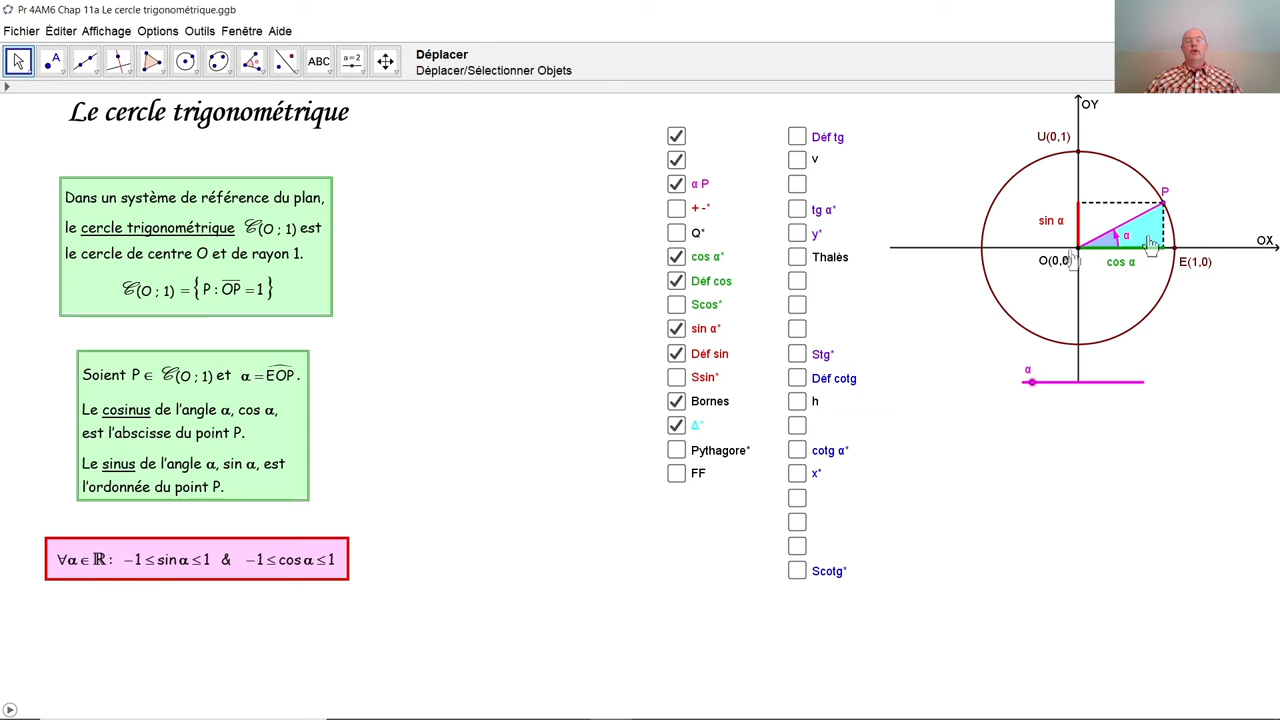 Pr 4AM6 Chap 11a Le cercle trigonométrique.ggb
Fichier Éditer Affichage Options Outils Fenêtre Aide
A
α
ABC
a=2
Déplacer
Déplacer/Sélectionner Objets
Le cercle trigonométrique
Dans un système de référence du plan,
le cercle trigonométrique 𝒞(O ; 1) est
le cercle de centre O et de rayon 1.
𝒞(O ; 1) = { P : OP = 1 }
Soient P ∈ 𝒞(O ; 1) et α = EOP .
Le cosinus de l'angle α, cos α,
est l'abscisse du point P.
Le sinus de l'angle α, sin α, est
l'ordonnée du point P.
∀α ∈ ℝ : −1 ≤ sin α ≤ 1 & −1 ≤ cos α ≤ 1
α P
+ -*
Q*
cos α*
Déf cos
Scos*
sin α*
Déf sin
Ssin*
Bornes
Δ*
Pythagore*
FF
Déf tg
v
tg α*
y*
Thalès
Stg*
Déf cotg
h
cotg α*
x*
Scotg*
OY
U(0,1)
P
sin α
α
OX
O(0,0)
cos α
E(1,0)
α